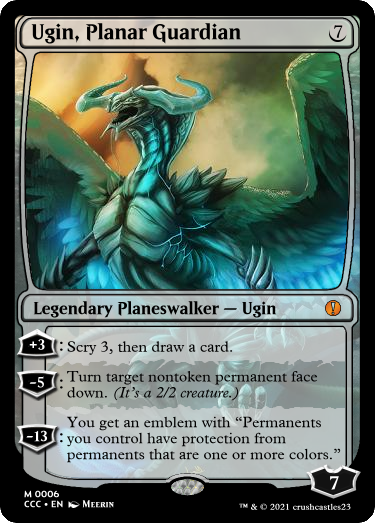 Ugin, Planar Guardian 7
Legendary Planeswalker — Ugin
+3: Scry 3, then draw a card.
-5: Turn target nontoken permanent face
down. (It's a 2/2 creature.)
-13: You get an emblem with “Permanents
you control have protection from
permanents that are one or more colors.”
7
M 0006
CCC • EN Meerin
™ & © 2021 crushcastles23